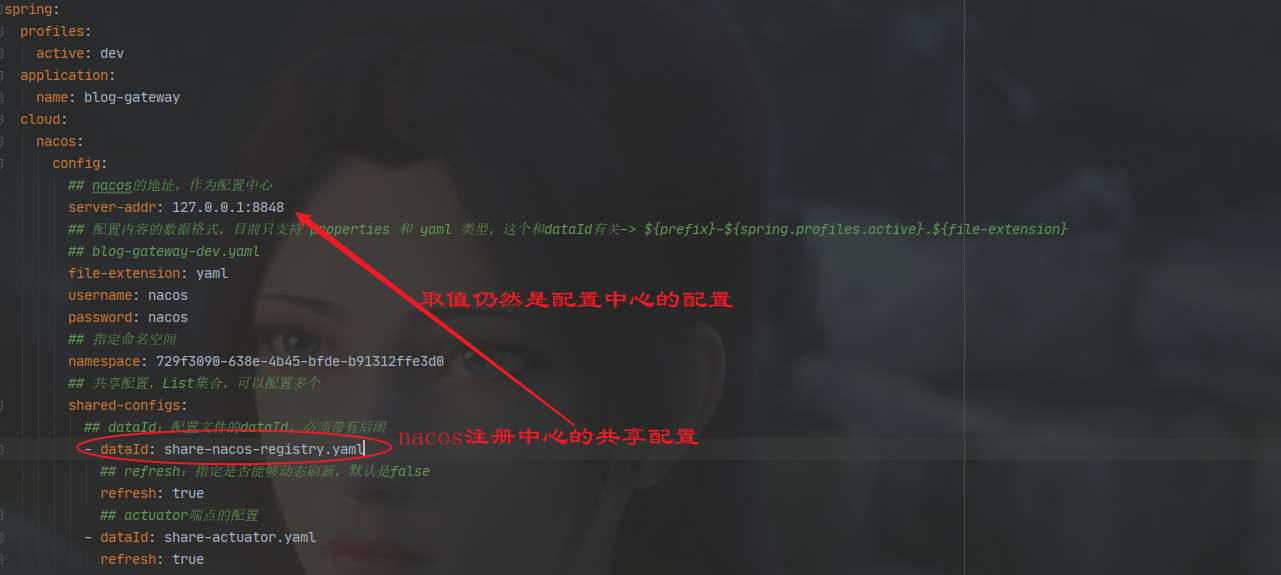 spring:
profiles:
active: dev
application:
name: blog-gateway
cloud:
nacos:
config:
## nacos的地址，作为配置中心
server-addr: 127.0.0.1:8848
## 配置内容的数据格式，目前只支持 properties 和 yaml 类型，这个和dataId有关-> ${prefix}-${spring.profiles.active}.${file-extension}
## blog-gateway-dev.yaml
file-extension: yaml
username: nacos
取值仍然是配置中心的配置
password: nacos
## 指定命名空间
namespace: 729f3090-638e-4b45-bfde-b91312ffe3d0
## 共享配置，List集合，可以配置多个
shared-configs:
## dataId：配置文件的dataId，必须带有后缀
nacos注册中心的共享配置
- dataId: share-nacos-registry.yaml
## refresh：指定是否能够动态刷新，默认是false
refresh: true
## actuator端点的配置
- dataId: share-actuator.yaml
refresh: true